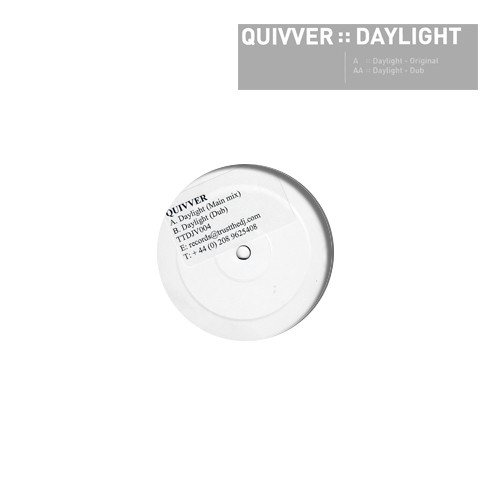 QUIVVER :: DAYLIGHT
A :: Daylight - Original
AA :: Daylight - Dub
QUIVVER
A. Daylight (Main mix)
B. Daylight (Dub)
TTDJV004
E: records@trustthedj.com
T: + 44 (0) 208 9625408